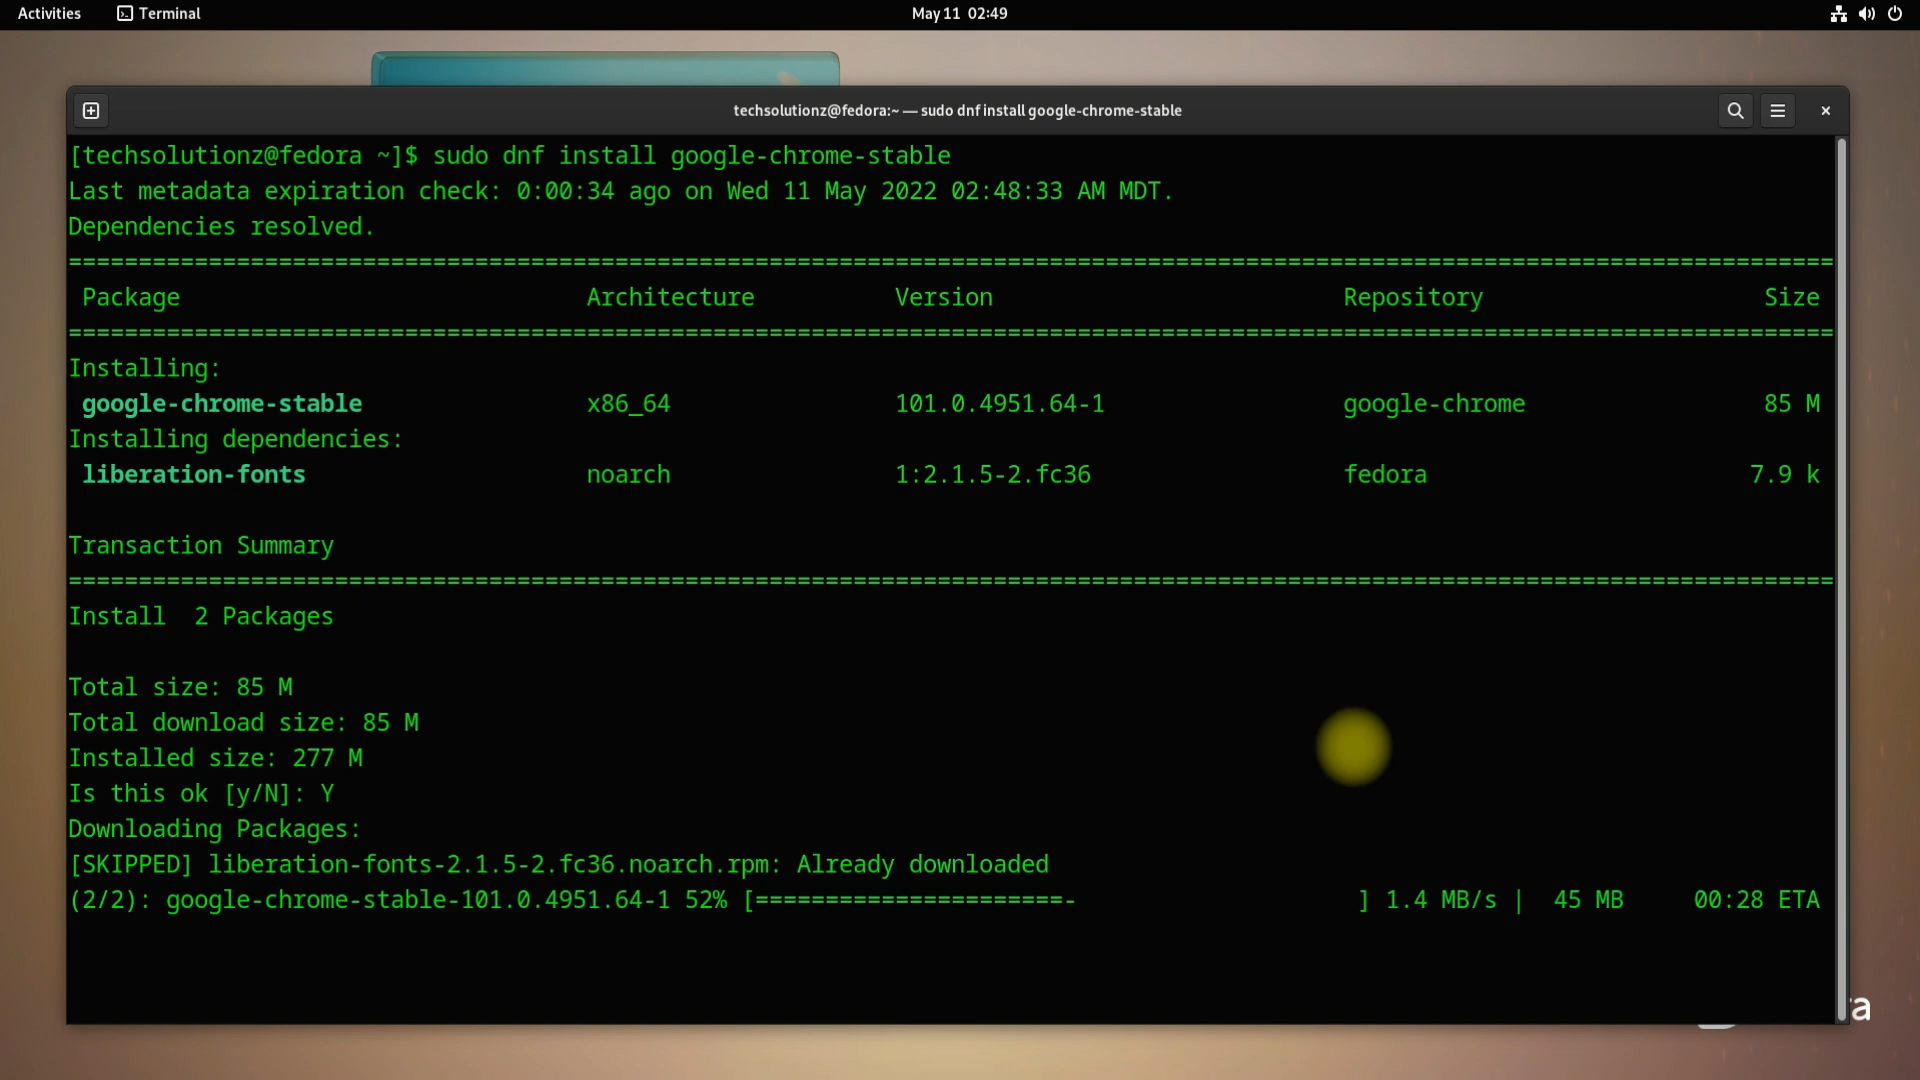 Activities Terminal May 11 02:49
techsolutionz@fedora:~ — sudo dnf install google-chrome-stable
[techsolutionz@fedora ~]$ sudo dnf install google-chrome-stable
Last metadata expiration check: 0:00:34 ago on Wed 11 May 2022 02:48:33 AM MDT.
Dependencies resolved.
==============================================================================================================================
Package Architecture Version Repository Size
==============================================================================================================================
Installing:
google-chrome-stable x86_64 101.0.4951.64-1 google-chrome 85 M
Installing dependencies:
liberation-fonts noarch 1:2.1.5-2.fc36 fedora 7.9 k
Transaction Summary
==============================================================================================================================
Install  2 Packages
Total size: 85 M
Total download size: 85 M
Installed size: 277 M
Is this ok [y/N]: Y
Downloading Packages:
[SKIPPED] liberation-fonts-2.1.5-2.fc36.noarch.rpm: Already downloaded
(2/2): google-chrome-stable-101.0.4951.64-1 52% [======================-                    ] 1.4 MB/s |  45 MB     00:28 ETA
a